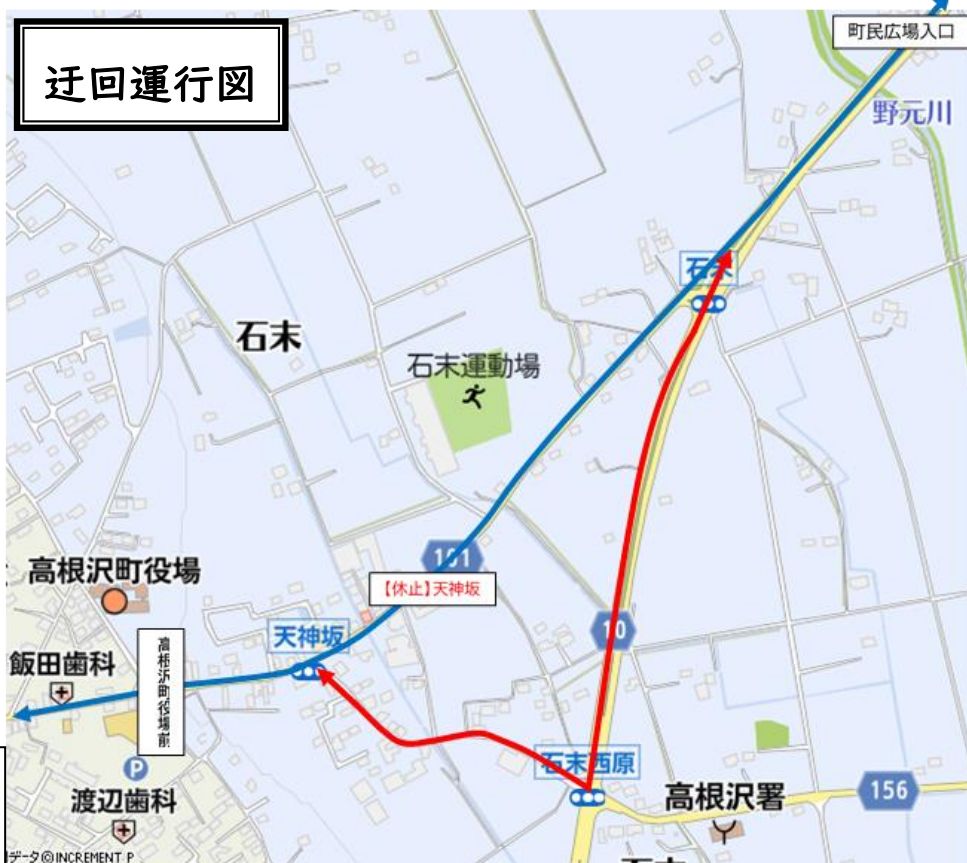 迂回運行図
町民広場入口
野元川
石末
石末
石末運動場
181
【休止】天神坂
高根沢町役場
天神坂
10
飯田歯科
高根沢町役場前
石末西原
P
渡辺歯科
高根沢署
156
データ©INCREMENT P